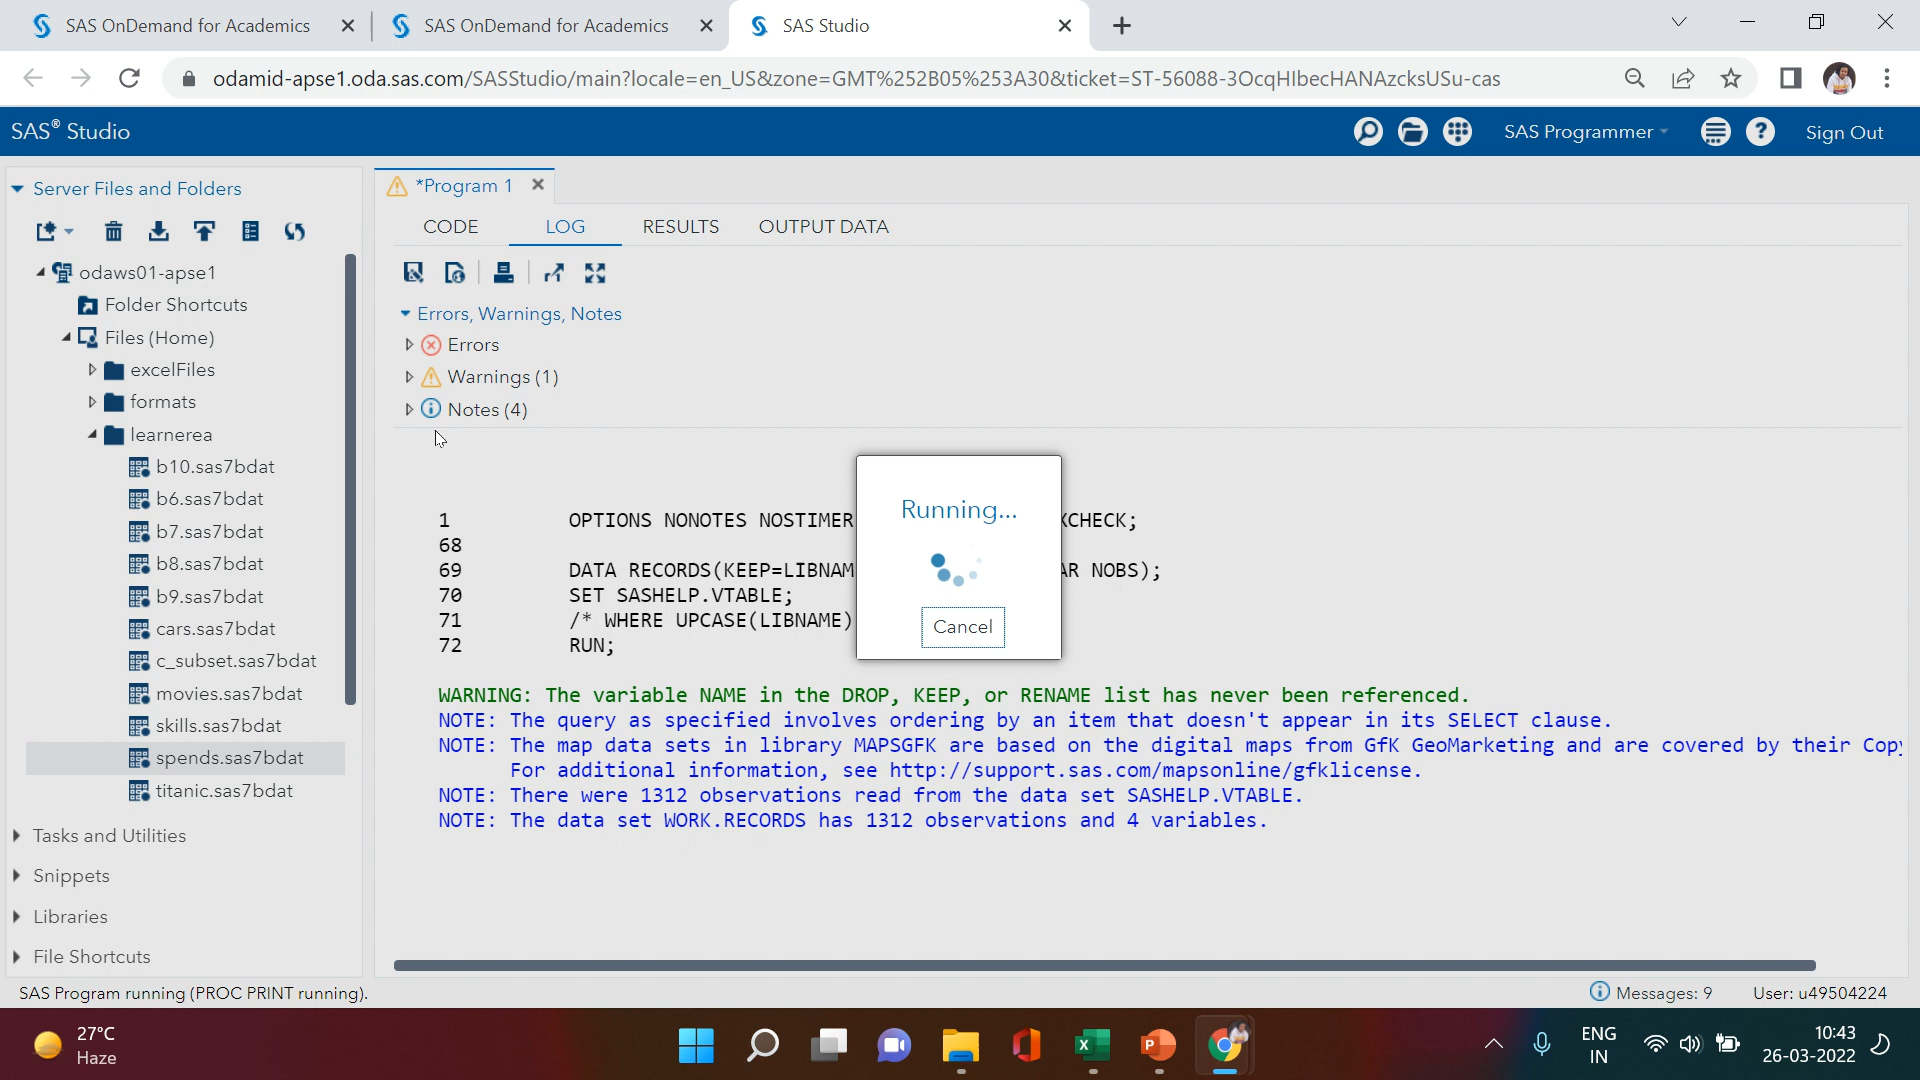 SAS OnDemand for Academics
SAS OnDemand for Academics
SAS Studio
odamid-apse1.oda.sas.com/SASStudio/main?locale=en_US&zone=GMT%252B05%253A30&ticket=ST-56088-3OcqHIbecHANAzcksUSu-cas
SAS® Studio
SAS Programmer
Sign Out
Server Files and Folders
odaws01-apse1
Folder Shortcuts
Files (Home)
excelFiles
formats
learnerea
b10.sas7bdat
b6.sas7bdat
b7.sas7bdat
b8.sas7bdat
b9.sas7bdat
cars.sas7bdat
c_subset.sas7bdat
movies.sas7bdat
skills.sas7bdat
spends.sas7bdat
titanic.sas7bdat
Tasks and Utilities
Snippets
Libraries
File Shortcuts
*Program 1
CODE LOG RESULTS OUTPUT DATA
Errors, Warnings, Notes
Errors
Warnings (1)
Notes (4)
1 OPTIONS NONOTES NOSTIMER XCHECK;
68
69 DATA RECORDS(KEEP=LIBNAM AR NOBS);
70 SET SASHELP.VTABLE;
71 /* WHERE UPCASE(LIBNAME)
72 RUN;
WARNING: The variable NAME in the DROP, KEEP, or RENAME list has never been referenced.
NOTE: The query as specified involves ordering by an item that doesn't appear in its SELECT clause.
NOTE: The map data sets in library MAPSGFK are based on the digital maps from GfK GeoMarketing and are covered by their Copy
For additional information, see http://support.sas.com/mapsonline/gfklicense.
NOTE: There were 1312 observations read from the data set SASHELP.VTABLE.
NOTE: The data set WORK.RECORDS has 1312 observations and 4 variables.
Running...
Cancel
SAS Program running (PROC PRINT running).
Messages: 9
User: u49504224
27°C
Haze
ENG
IN
10:43
26-03-2022